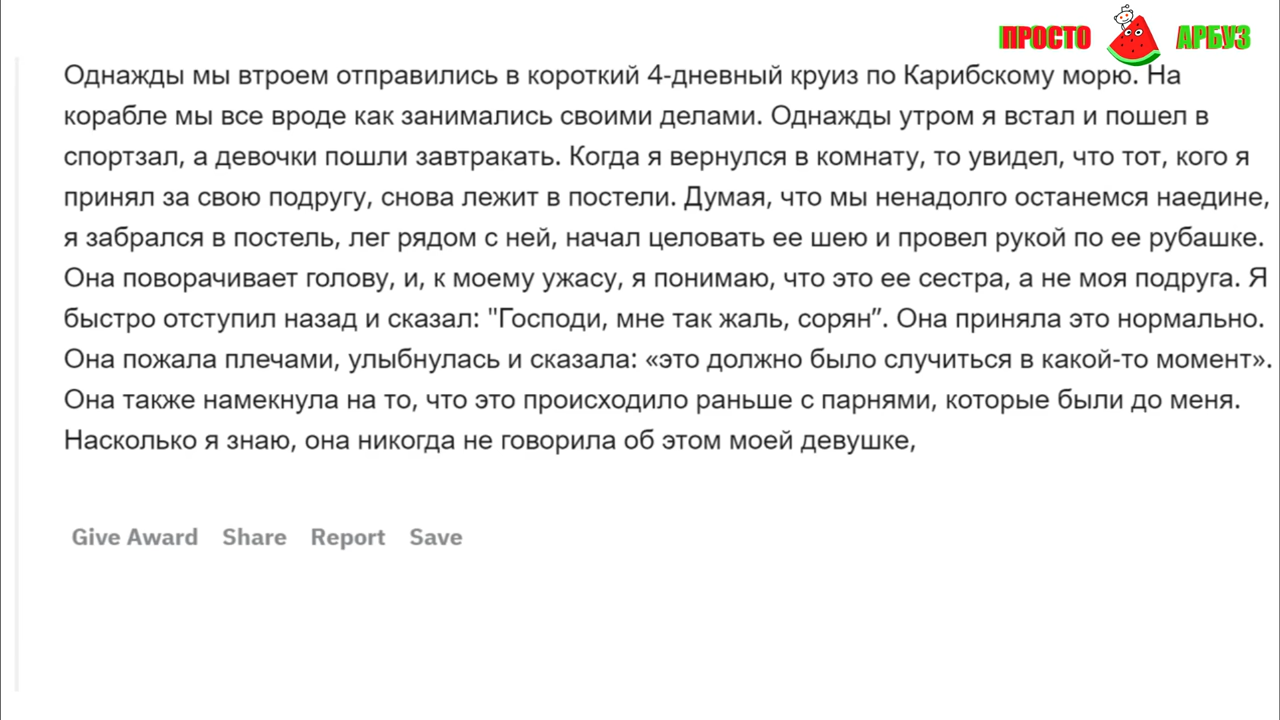 ПРОСТО АРБУЗ
Однажды мы втроем отправились в короткий 4-дневный круиз по Карибскому морю. На
корабле мы все вроде как занимались своими делами. Однажды утром я встал и пошел в
спортзал, а девочки пошли завтракать. Когда я вернулся в комнату, то увидел, что тот, кого я
принял за свою подругу, снова лежит в постели. Думая, что мы ненадолго останемся наедине,
я забрался в постель, лег рядом с ней, начал целовать ее шею и провел рукой по ее рубашке.
Она поворачивает голову, и, к моему ужасу, я понимаю, что это ее сестра, а не моя подруга. Я
быстро отступил назад и сказал: "Господи, мне так жаль, сорян”. Она приняла это нормально.
Она пожала плечами, улыбнулась и сказала: «это должно было случиться в какой-то момент».
Она также намекнула на то, что это происходило раньше с парнями, которые были до меня.
Насколько я знаю, она никогда не говорила об этом моей девушке,
Give Award Share Report Save